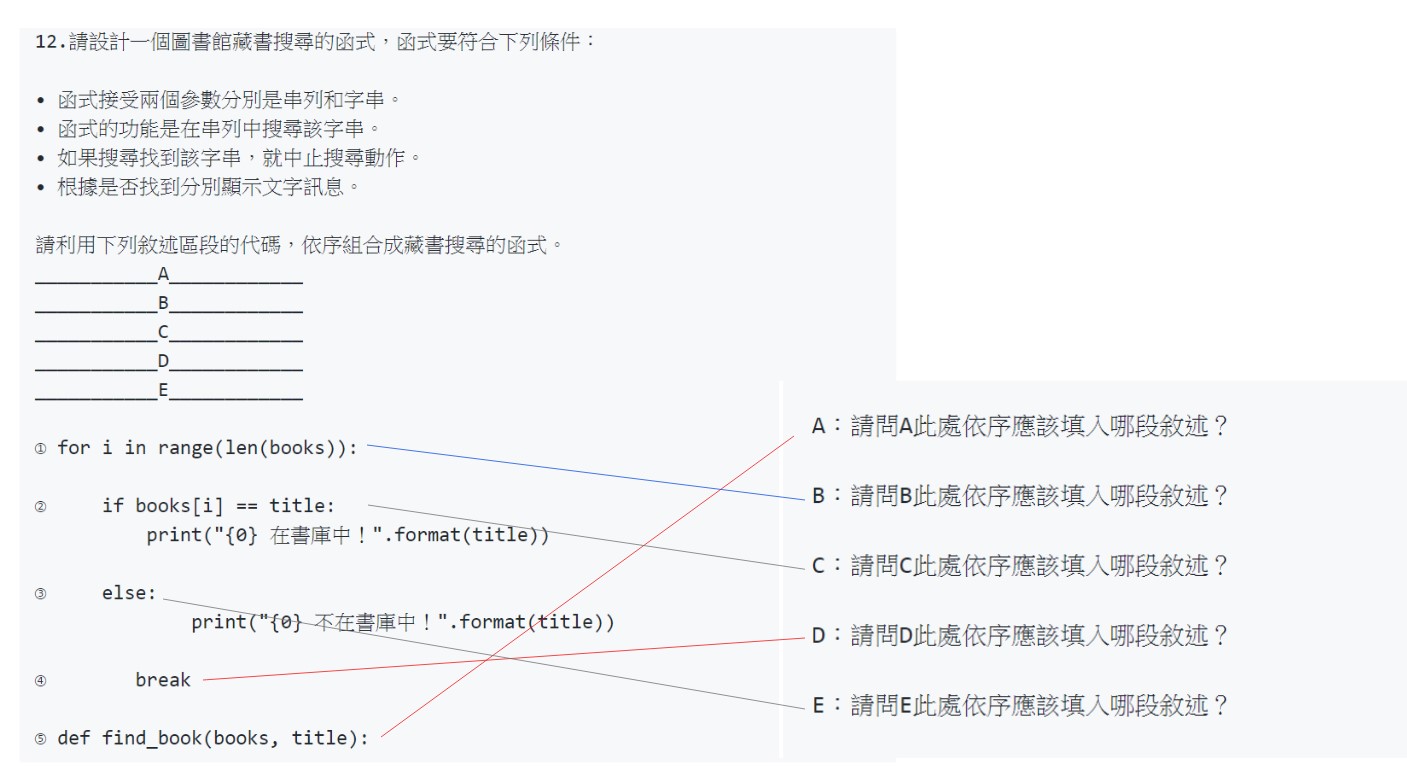 12.請設計一個圖書館藏書搜尋的函式，函式要符合下列條件：
• 函式接受兩個參數分別是串列和字串。
• 函式的功能是在串列中搜尋該字串。
• 如果搜尋找到該字串，就中止搜尋動作。
• 根據是否找到分別顯示文字訊息。
請利用下列敘述區段的代碼，依序組合成藏書搜尋的函式。
___________A____________
___________B____________
___________C____________
___________D____________
___________E____________
① for i in range(len(books)):
② if books[i] == title:
print("{0} 在書庫中！".format(title))
③ else:
print("{0} 不在書庫中！".format(title))
④ break
⑤ def find_book(books, title):
A：請問A此處依序應該填入哪段敘述？
B：請問B此處依序應該填入哪段敘述？
C：請問C此處依序應該填入哪段敘述？
D：請問D此處依序應該填入哪段敘述？
E：請問E此處依序應該填入哪段敘述？